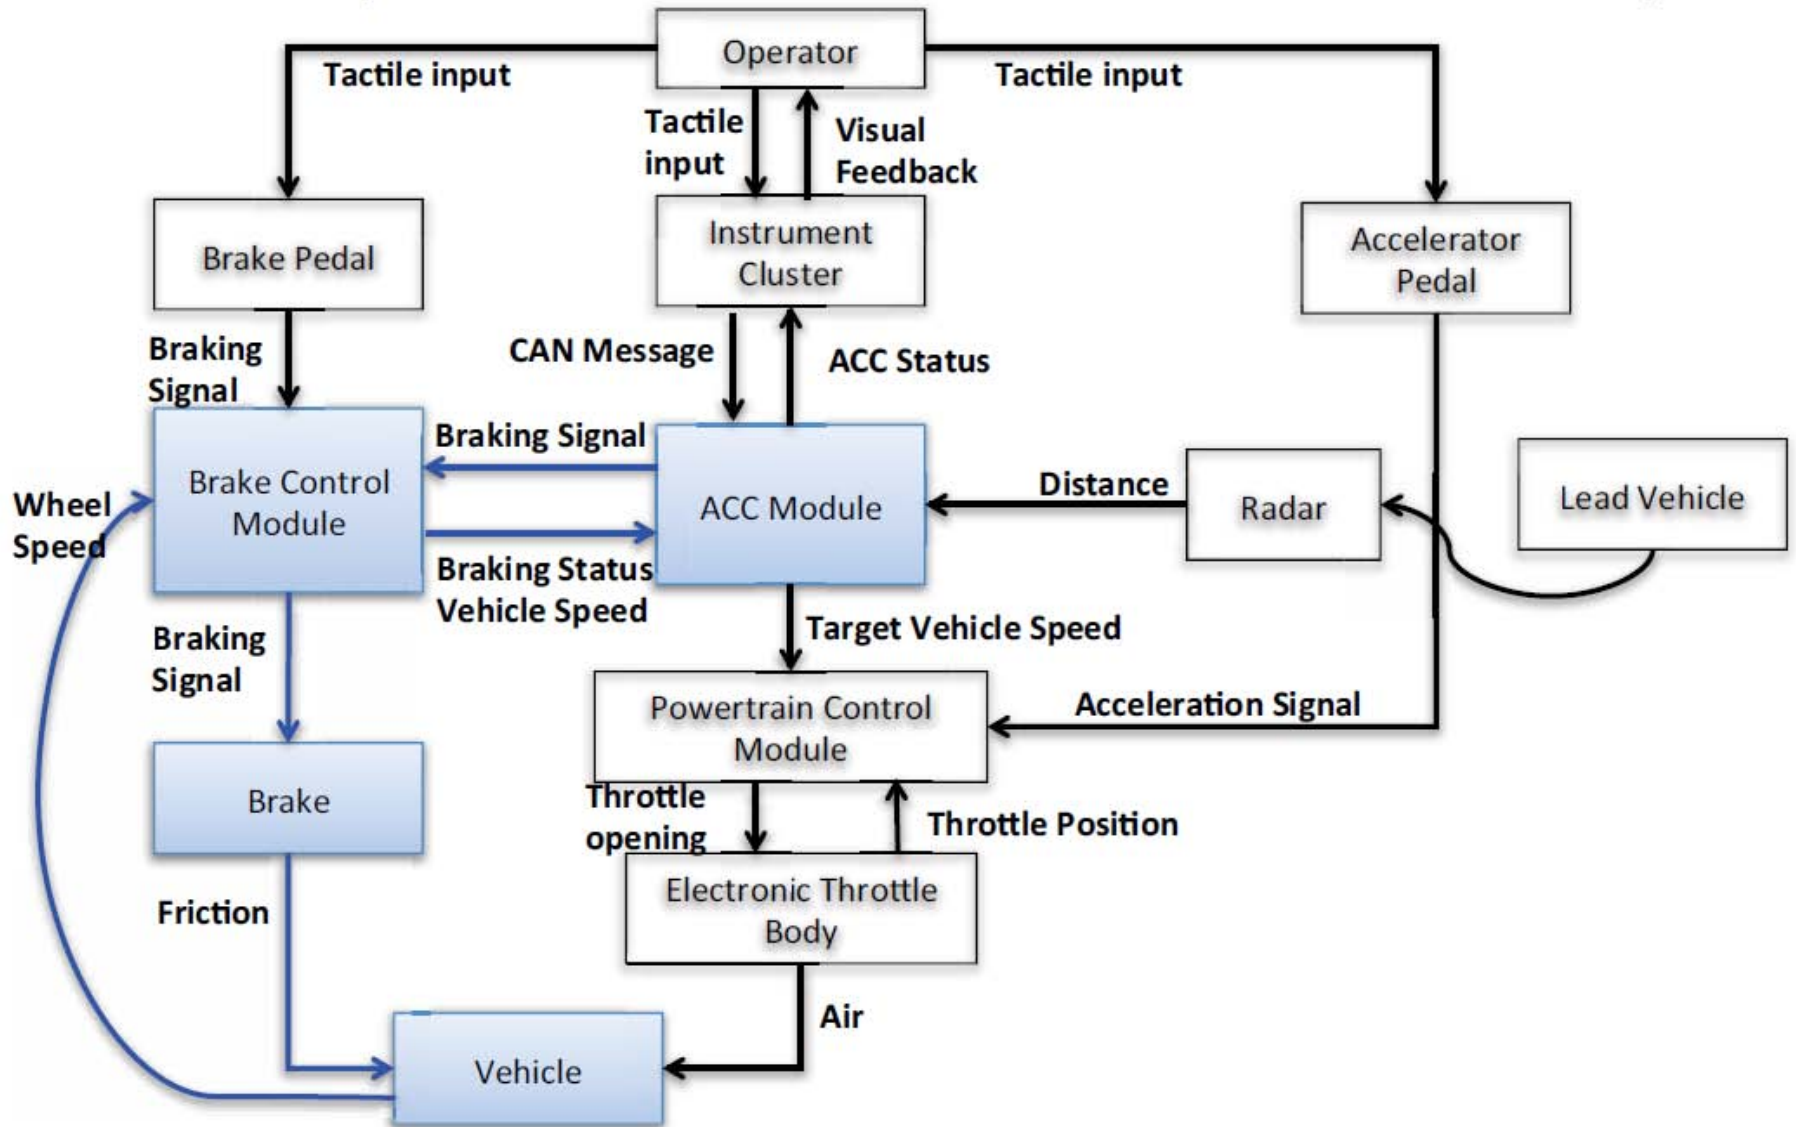 Operator
Tactile input
Tactile input
Tactile
input
Visual
Feedback
Brake Pedal
Instrument
Cluster
Accelerator
Pedal
Braking
Signal
CAN Message
ACC Status
Braking Signal
Wheel
Speed
Brake Control
Module
ACC Module
Distance
Radar
Lead Vehicle
Braking Status
Vehicle Speed
Braking
Signal
Target Vehicle Speed
Powertrain Control
Module
Acceleration Signal
Brake
Throttle
opening
Throttle Position
Electronic Throttle
Body
Friction
Air
Vehicle